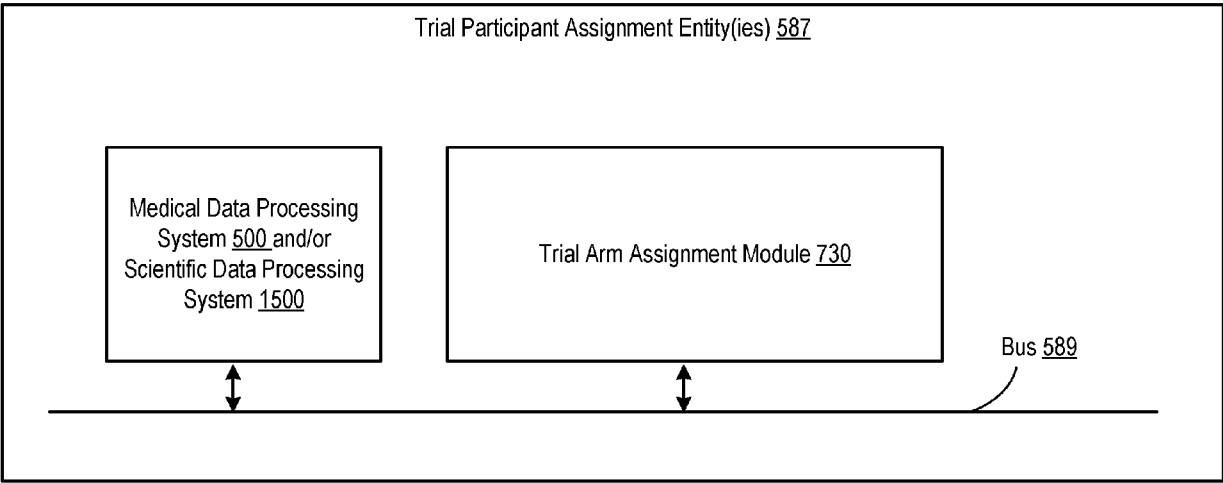 Trial Participant Assignment Entity(ies) 587
Medical Data Processing
System 500 and/or
Scientific Data Processing
System 1500
Trial Arm Assignment Module 730
Bus 589